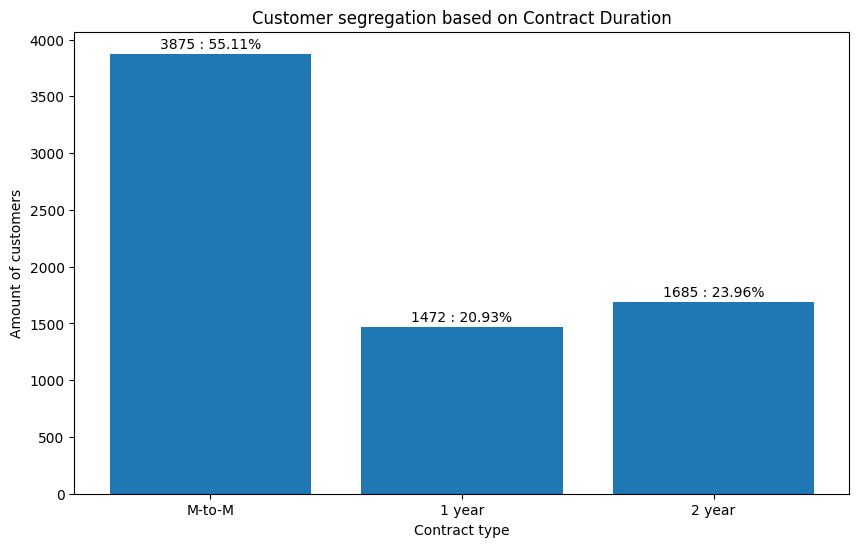 Customer segregation based on Contract Duration
Amount of customers
4000
3500
3000
2500
2000
1500
1000
500
0
3875 : 55.11%
1472 : 20.93%
1685 : 23.96%
M-to-M
1 year
2 year
Contract type